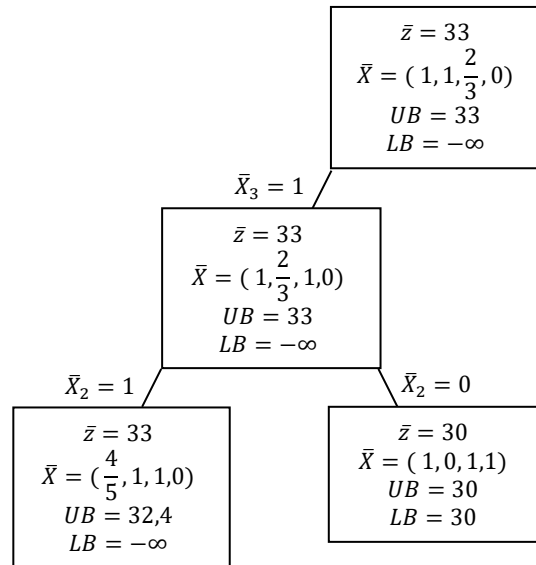 z̄ = 33
X̄ = ( 1, 1, 2/3, 0)
UB = 33
LB = −∞
X̄₃ = 1
z̄ = 33
X̄ = ( 1, 2/3, 1,0)
UB = 33
LB = −∞
X̄₂ = 1
X̄₂ = 0
z̄ = 33
X̄ = ( 4/5, 1, 1,0)
UB = 32,4
LB = −∞
z̄ = 30
X̄ = ( 1, 0, 1,1)
UB = 30
LB = 30